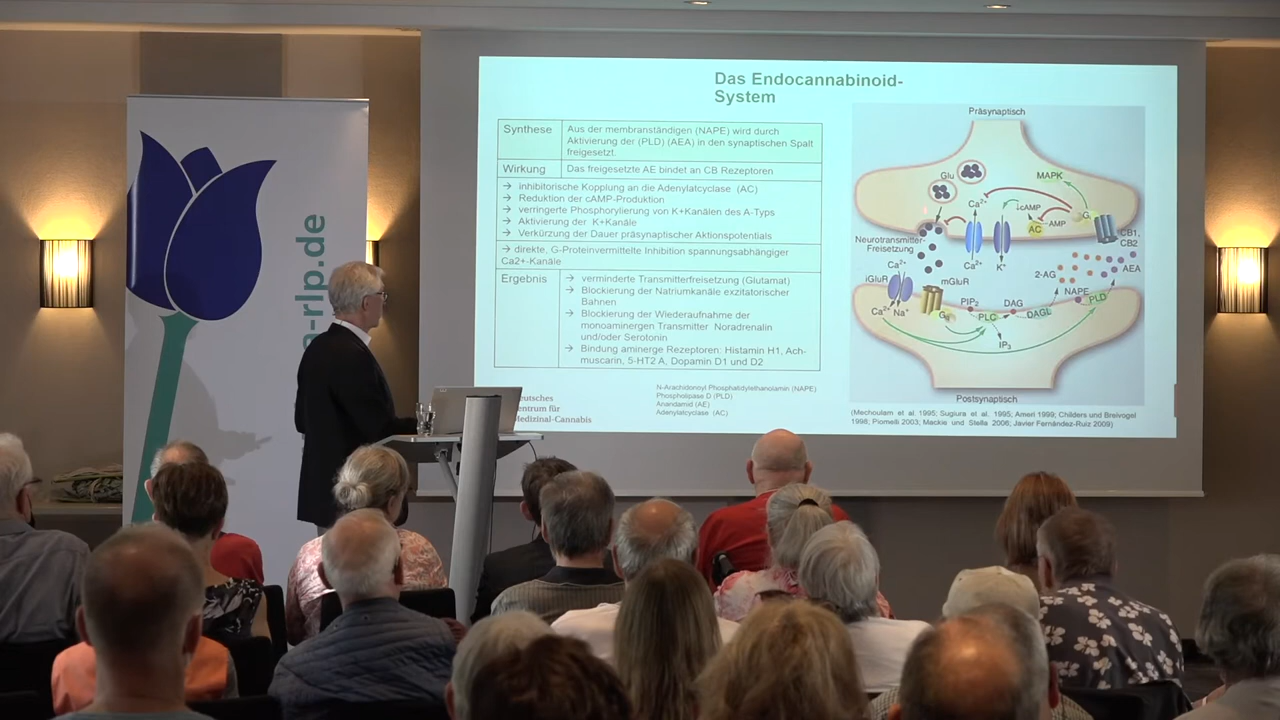 e-rlp.de
Das Endocannabinoid-
System
Synthese
Aus der membranständigen (NAPE) wird durch
Aktivierung der (PLD) (AEA) in den synaptischen Spalt
freigesetzt.
Wirkung
Das freigesetzte AE bindet an CB Rezeptoren
→ inhibitorische Kopplung an die Adenylatcyclase (AC)
→ Reduktion der cAMP-Produktion
→ verringerte Phosphorylierung von K+Kanälen des A-Typs
→ Aktivierung der K+Kanäle
→ Verkürzung der Dauer präsynaptischer Aktionspotentials
→ direkte, G-Proteinvermittelte Inhibition spannungsabhängiger
Ca2+-Kanäle
Ergebnis
→ verminderte Transmitterfreisetzung (Glutamat)
→ Blockierung der Natriumkanäle exzitatorischer
Bahnen
→ Blockierung der Wiederaufnahme der
monoaminergen Transmitter Noradrenalin
und/oder Serotonin
→ Bindung aminerge Rezeptoren: Histamin H1, Ach-
muscarin, 5-HT2 A, Dopamin D1 und D2
N-Arachidonoyl Phosphatidylethanolamin (NAPE)
Phospholipase D (PLD)
Anandamid (AE)
Adenylatcyclase (AC)
eutsches
entrum für
Medizinal-Cannabis
Präsynaptisch
Glu
MAPK
Ca2+
cAMP
AMP
AC
G
CB1,
CB2
Neurotransmitter-
Freisetzung
Ca2+
K+
Ca2+
iGluR
mGluR
2-AG
AEA
NAPE
PLD
PIP2
DAG
DAGL
Ca2+
Na+
G
PLC
IP3
Postsynaptisch
(Mechoulam et al. 1995; Sugiura et al. 1995; Ameri 1999; Childers und Breivogel
1998; Piomelli 2003; Mackie und Stella 2006; Javier Fernández-Ruiz 2009)